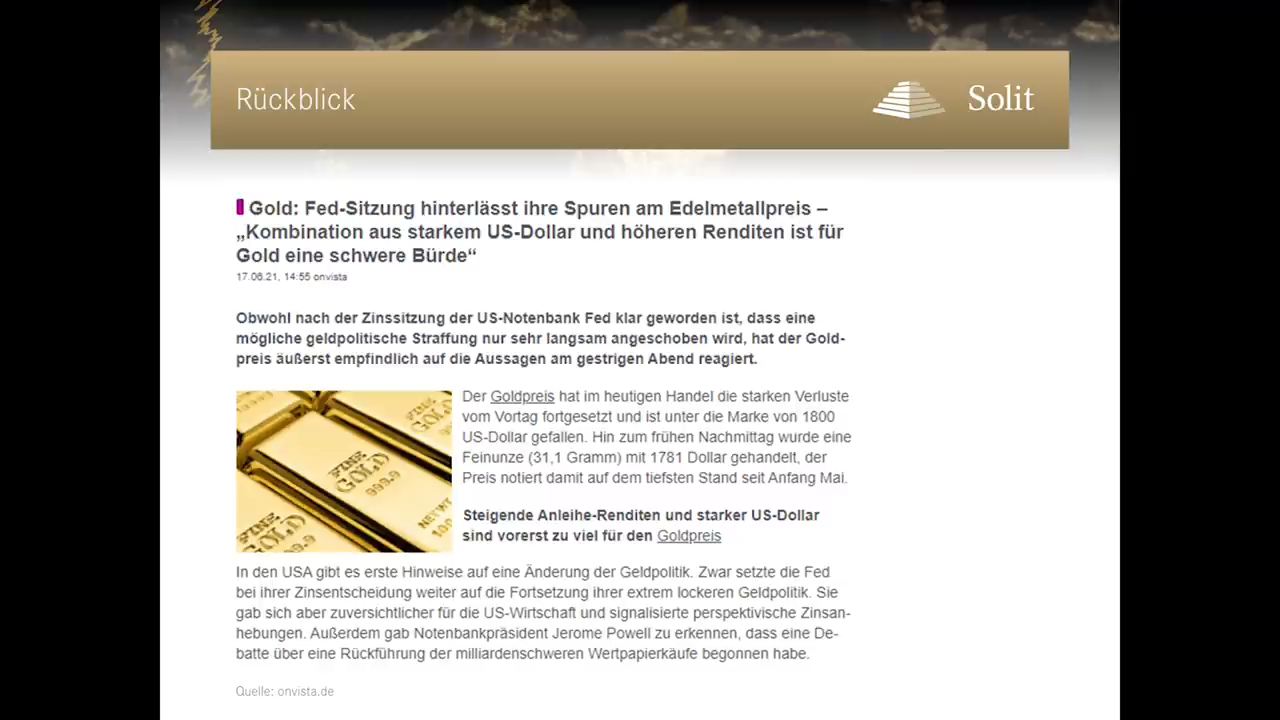 Rückblick
Solit
Gold: Fed-Sitzung hinterlässt ihre Spuren am Edelmetallpreis –
„Kombination aus starkem US-Dollar und höheren Renditen ist für
Gold eine schwere Bürde“
17.06.21, 14:55 onvista
Obwohl nach der Zinssitzung der US-Notenbank Fed klar geworden ist, dass eine
mögliche geldpolitische Straffung nur sehr langsam angeschoben wird, hat der Gold-
preis äußerst empfindlich auf die Aussagen am gestrigen Abend reagiert.
Der Goldpreis hat im heutigen Handel die starken Verluste
vom Vortag fortgesetzt und ist unter die Marke von 1800
US-Dollar gefallen. Hin zum frühen Nachmittag wurde eine
Feinunze (31,1 Gramm) mit 1781 Dollar gehandelt, der
Preis notiert damit auf dem tiefsten Stand seit Anfang Mai.
FINE
GOLD
999.9
NETWT
FINE
GOLD
Steigende Anleihe-Renditen und starker US-Dollar
sind vorerst zu viel für den Goldpreis
In den USA gibt es erste Hinweise auf eine Änderung der Geldpolitik. Zwar setzte die Fed
bei ihrer Zinsentscheidung weiter auf die Fortsetzung ihrer extrem lockeren Geldpolitik. Sie
gab sich aber zuversichtlicher für die US-Wirtschaft und signalisierte perspektivische Zinsan-
hebungen. Außerdem gab Notenbankpräsident Jerome Powell zu erkennen, dass eine De-
batte über eine Rückführung der milliardenschweren Wertpapierkäufe begonnen habe.
Quelle: onvista.de